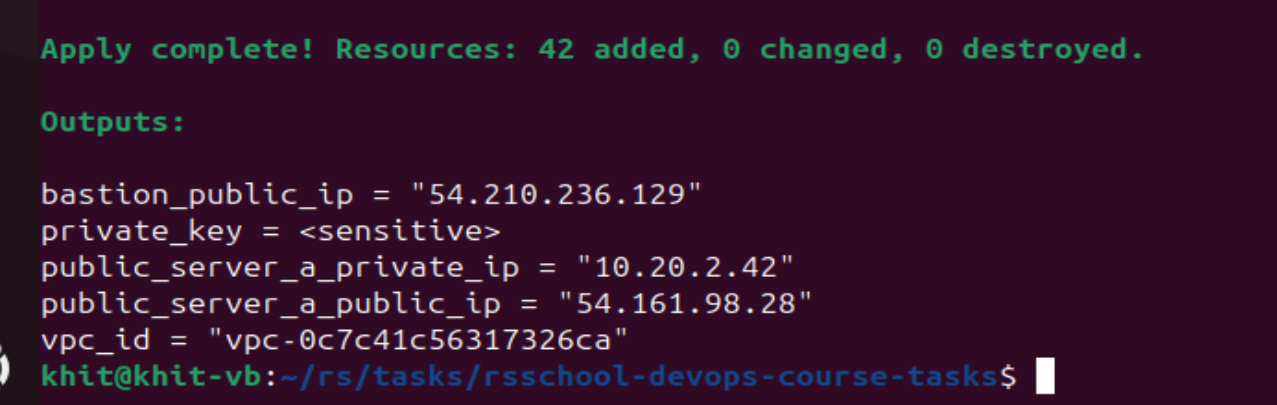 Apply complete! Resources: 42 added, 0 changed, 0 destroyed.
Outputs:
bastion_public_ip = "54.210.236.129"
private_key = <sensitive>
public_server_a_private_ip = "10.20.2.42"
public_server_a_public_ip = "54.161.98.28"
vpc_id = "vpc-0c7c41c56317326ca"
khit@khit-vb:~/rs/tasks/rsschool-devops-course-tasks$